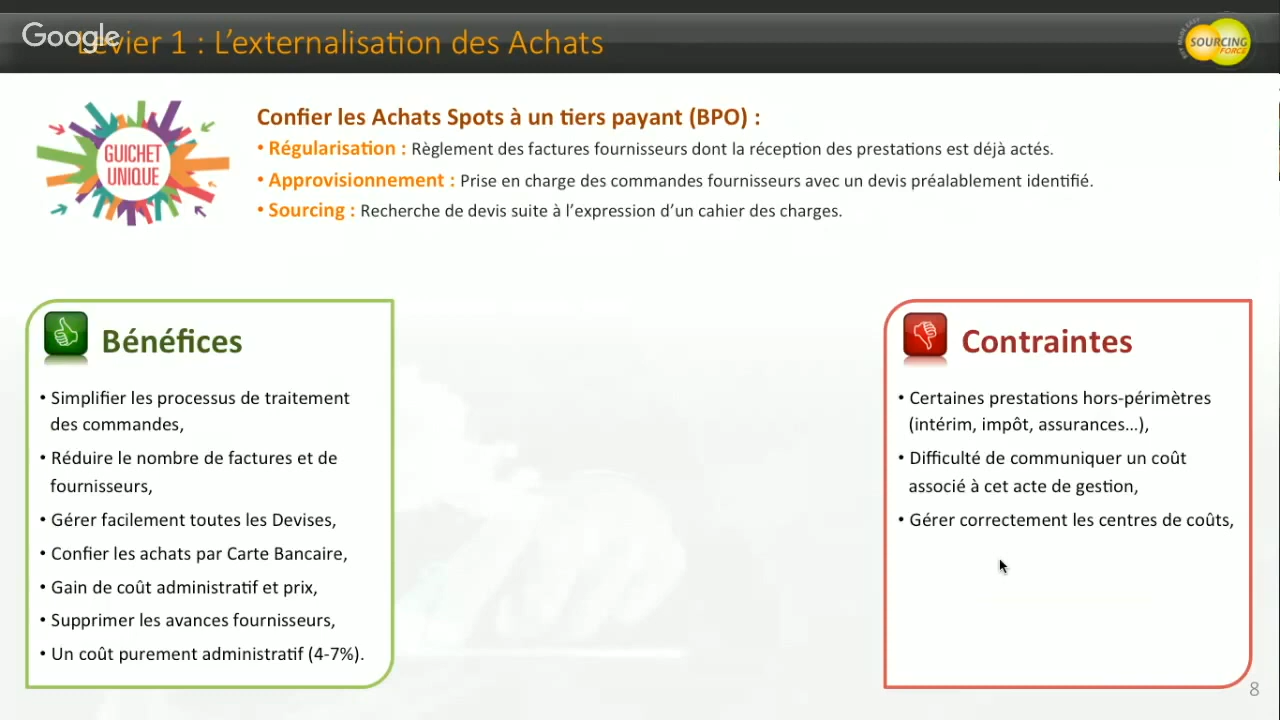 Google
Levier 1 : L'externalisation des Achats
SOURCING
FORCE
GUICHET
UNIQUE
Confier les Achats Spots à un tiers payant (BPO) :
• Régularisation : Règlement des factures fournisseurs dont la réception des prestations est déjà actés.
• Approvisionnement : Prise en charge des commandes fournisseurs avec un devis préalablement identifié.
• Sourcing : Recherche de devis suite à l'expression d'un cahier des charges.
Bénéfices
• Simplifier les processus de traitement
des commandes,
• Réduire le nombre de factures et de
fournisseurs,
• Gérer facilement toutes les Devises,
• Confier les achats par Carte Bancaire,
• Gain de coût administratif et prix,
• Supprimer les avances fournisseurs,
• Un coût purement administratif (4-7%).
Contraintes
• Certaines prestations hors-périmètres
(intérim, impôt, assurances...),
• Difficulté de communiquer un coût
associé à cet acte de gestion,
• Gérer correctement les centres de coûts,
8